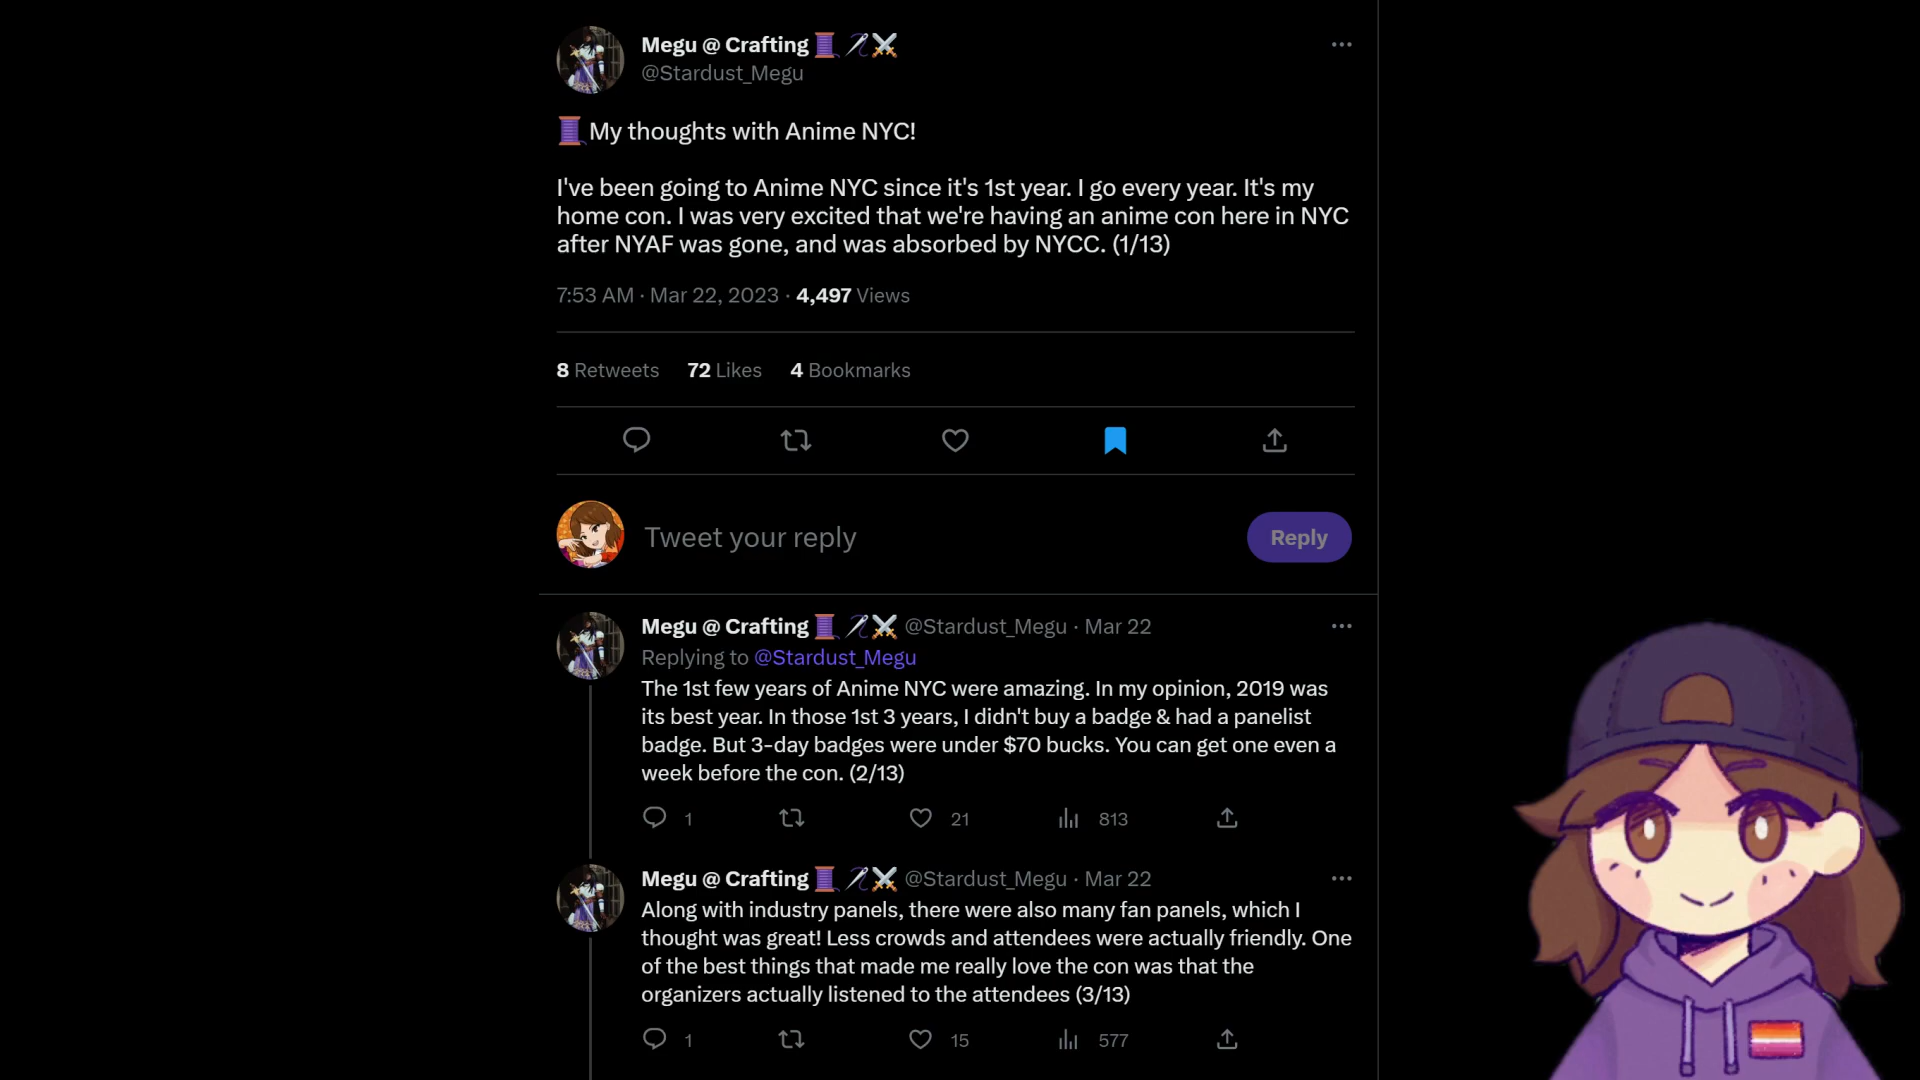 Megu @ Crafting 🧵🪡⚔️
@Stardust_Megu
🧵My thoughts with Anime NYC!
I've been going to Anime NYC since it's 1st year. I go every year. It's my
home con. I was very excited that we're having an anime con here in NYC
after NYAF was gone, and was absorbed by NYCC. (1/13)
7:53 AM · Mar 22, 2023 · 4,497 Views
8 Retweets 72 Likes 4 Bookmarks
Tweet your reply
Reply
Megu @ Crafting 🧵🪡⚔️ @Stardust_Megu · Mar 22
Replying to @Stardust_Megu
The 1st few years of Anime NYC were amazing. In my opinion, 2019 was
its best year. In those 1st 3 years, I didn't buy a badge & had a panelist
badge. But 3-day badges were under $70 bucks. You can get one even a
week before the con. (2/13)
1 21 813
Megu @ Crafting 🧵🪡⚔️ @Stardust_Megu · Mar 22
Along with industry panels, there were also many fan panels, which I
thought was great! Less crowds and attendees were actually friendly. One
of the best things that made me really love the con was that the
organizers actually listened to the attendees (3/13)
1 15 577